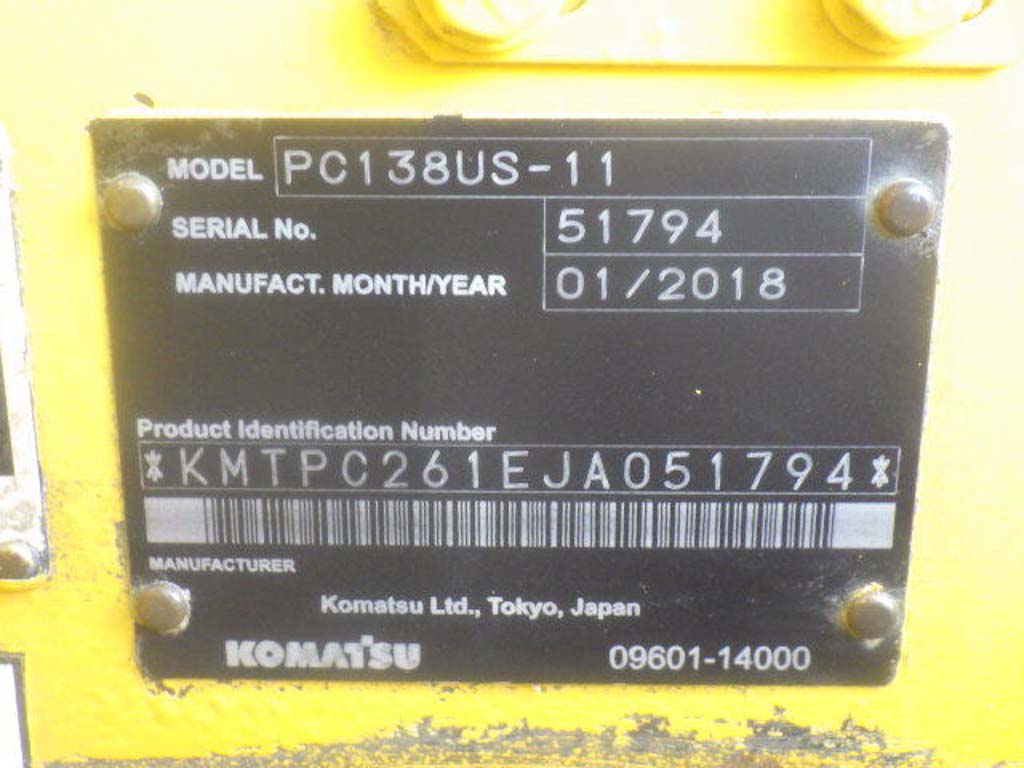 MODEL PC138US-11
SERIAL No. 51794
MANUFACT. MONTH/YEAR 01/2018
Product Identification Number
*KMTPC261EJA051794*
MANUFACTURER
Komatsu Ltd., Tokyo, Japan
KOMATSU 09601-14000